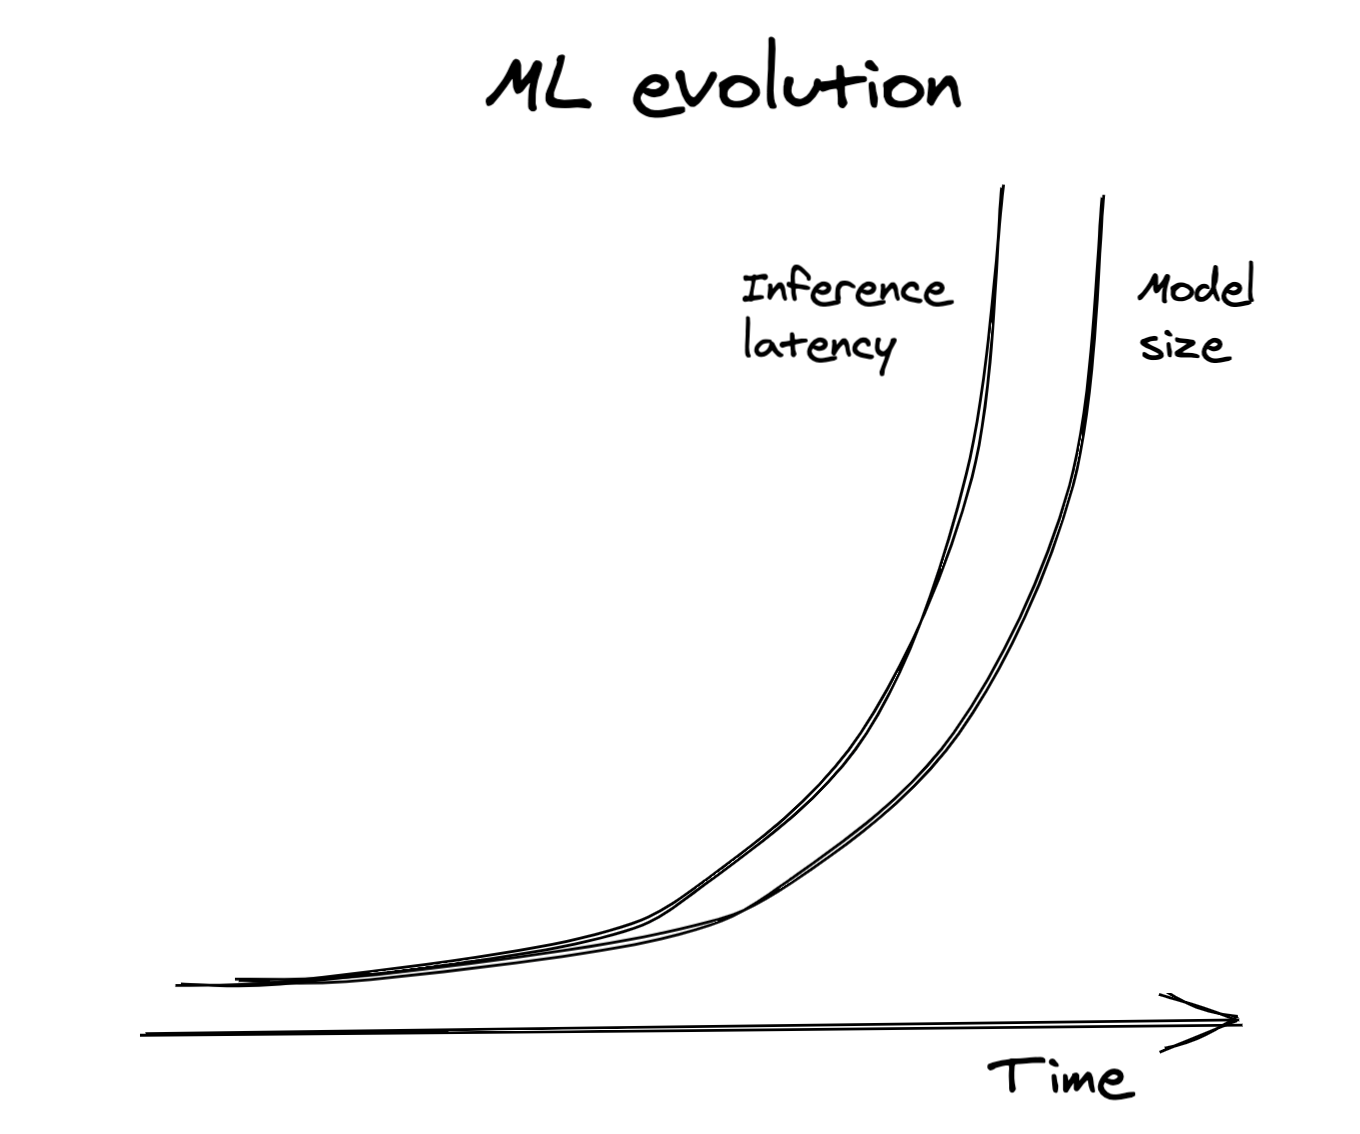 ML evolution
Inference
latency
Model
size
Time